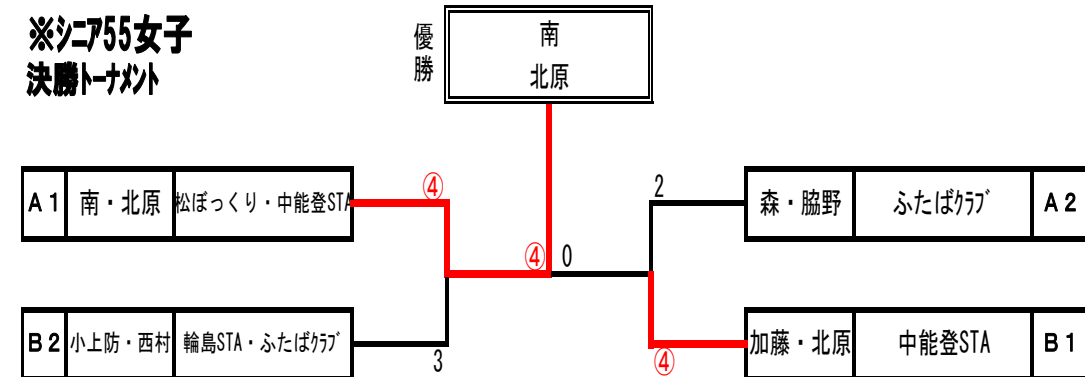 ※シニア55女子
決勝トーナメント
優勝
南
北原
A1 南・北原 松ぼっくり・中能登STA
④
2
森・脇野 ふたばクラブ A2
④ 0
B2 小上防・西村 輪島STA・ふたばクラブ
3
④
加藤・北原 中能登STA B1